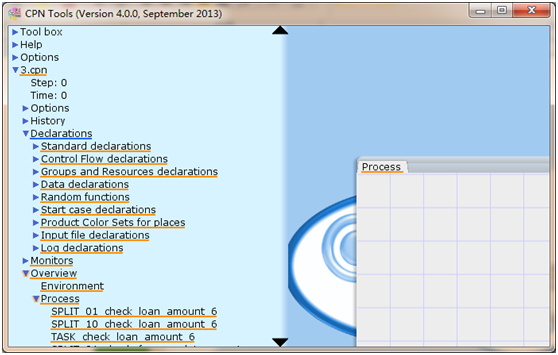 CPN Tools (Version 4.0.0, September 2013)
Tool box
Help
Options
3.cpn
Step: 0
Time: 0
Options
History
Declarations
Standard declarations
Control Flow declarations
Groups and Resources declarations
Data declarations
Random functions
Start case declarations
Product Color Sets for places
Input file declarations
Log declarations
Monitors
Overview
Environment
Process
SPLIT_01_check_loan_amount_6
SPLIT_10_check_loan_amount_6
TASK_check_loan_amount_6
Process